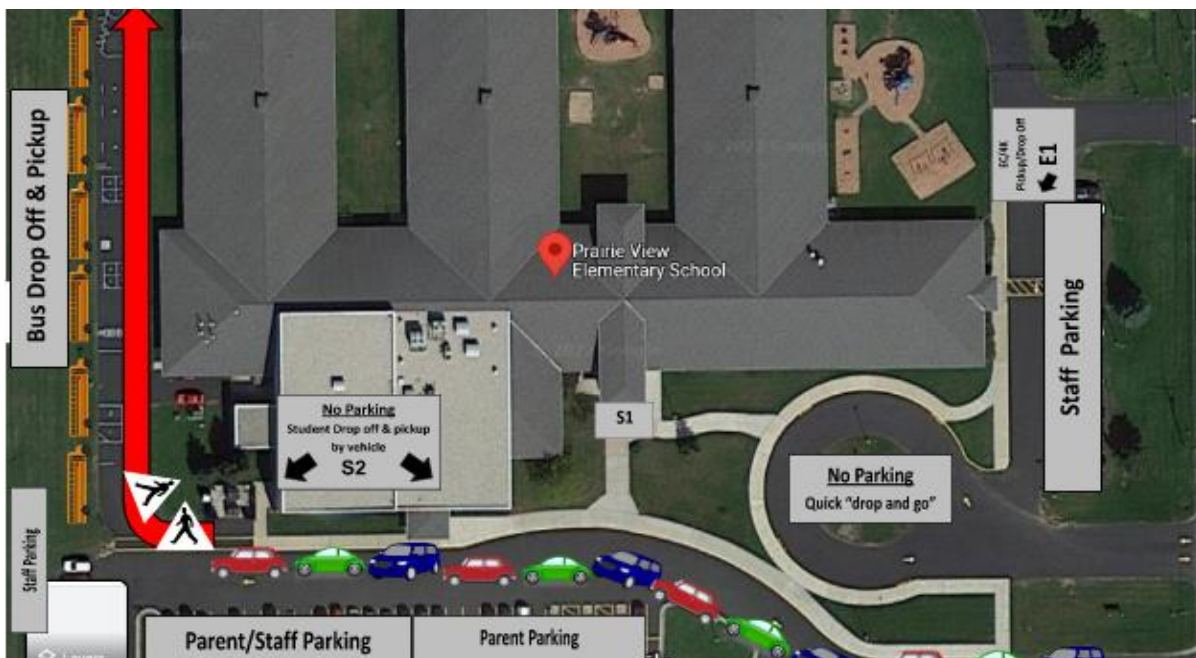 Bus Drop Off & Pickup
Staff Parking
No Parking
Student Drop off & pickup
by vehicle
S2
Prairie View
Elementary School
S1
EC/4K
Pickup/Drop Off
E1
Staff Parking
No Parking
Quick "drop and go"
Parent/Staff Parking
Parent Parking
Layers